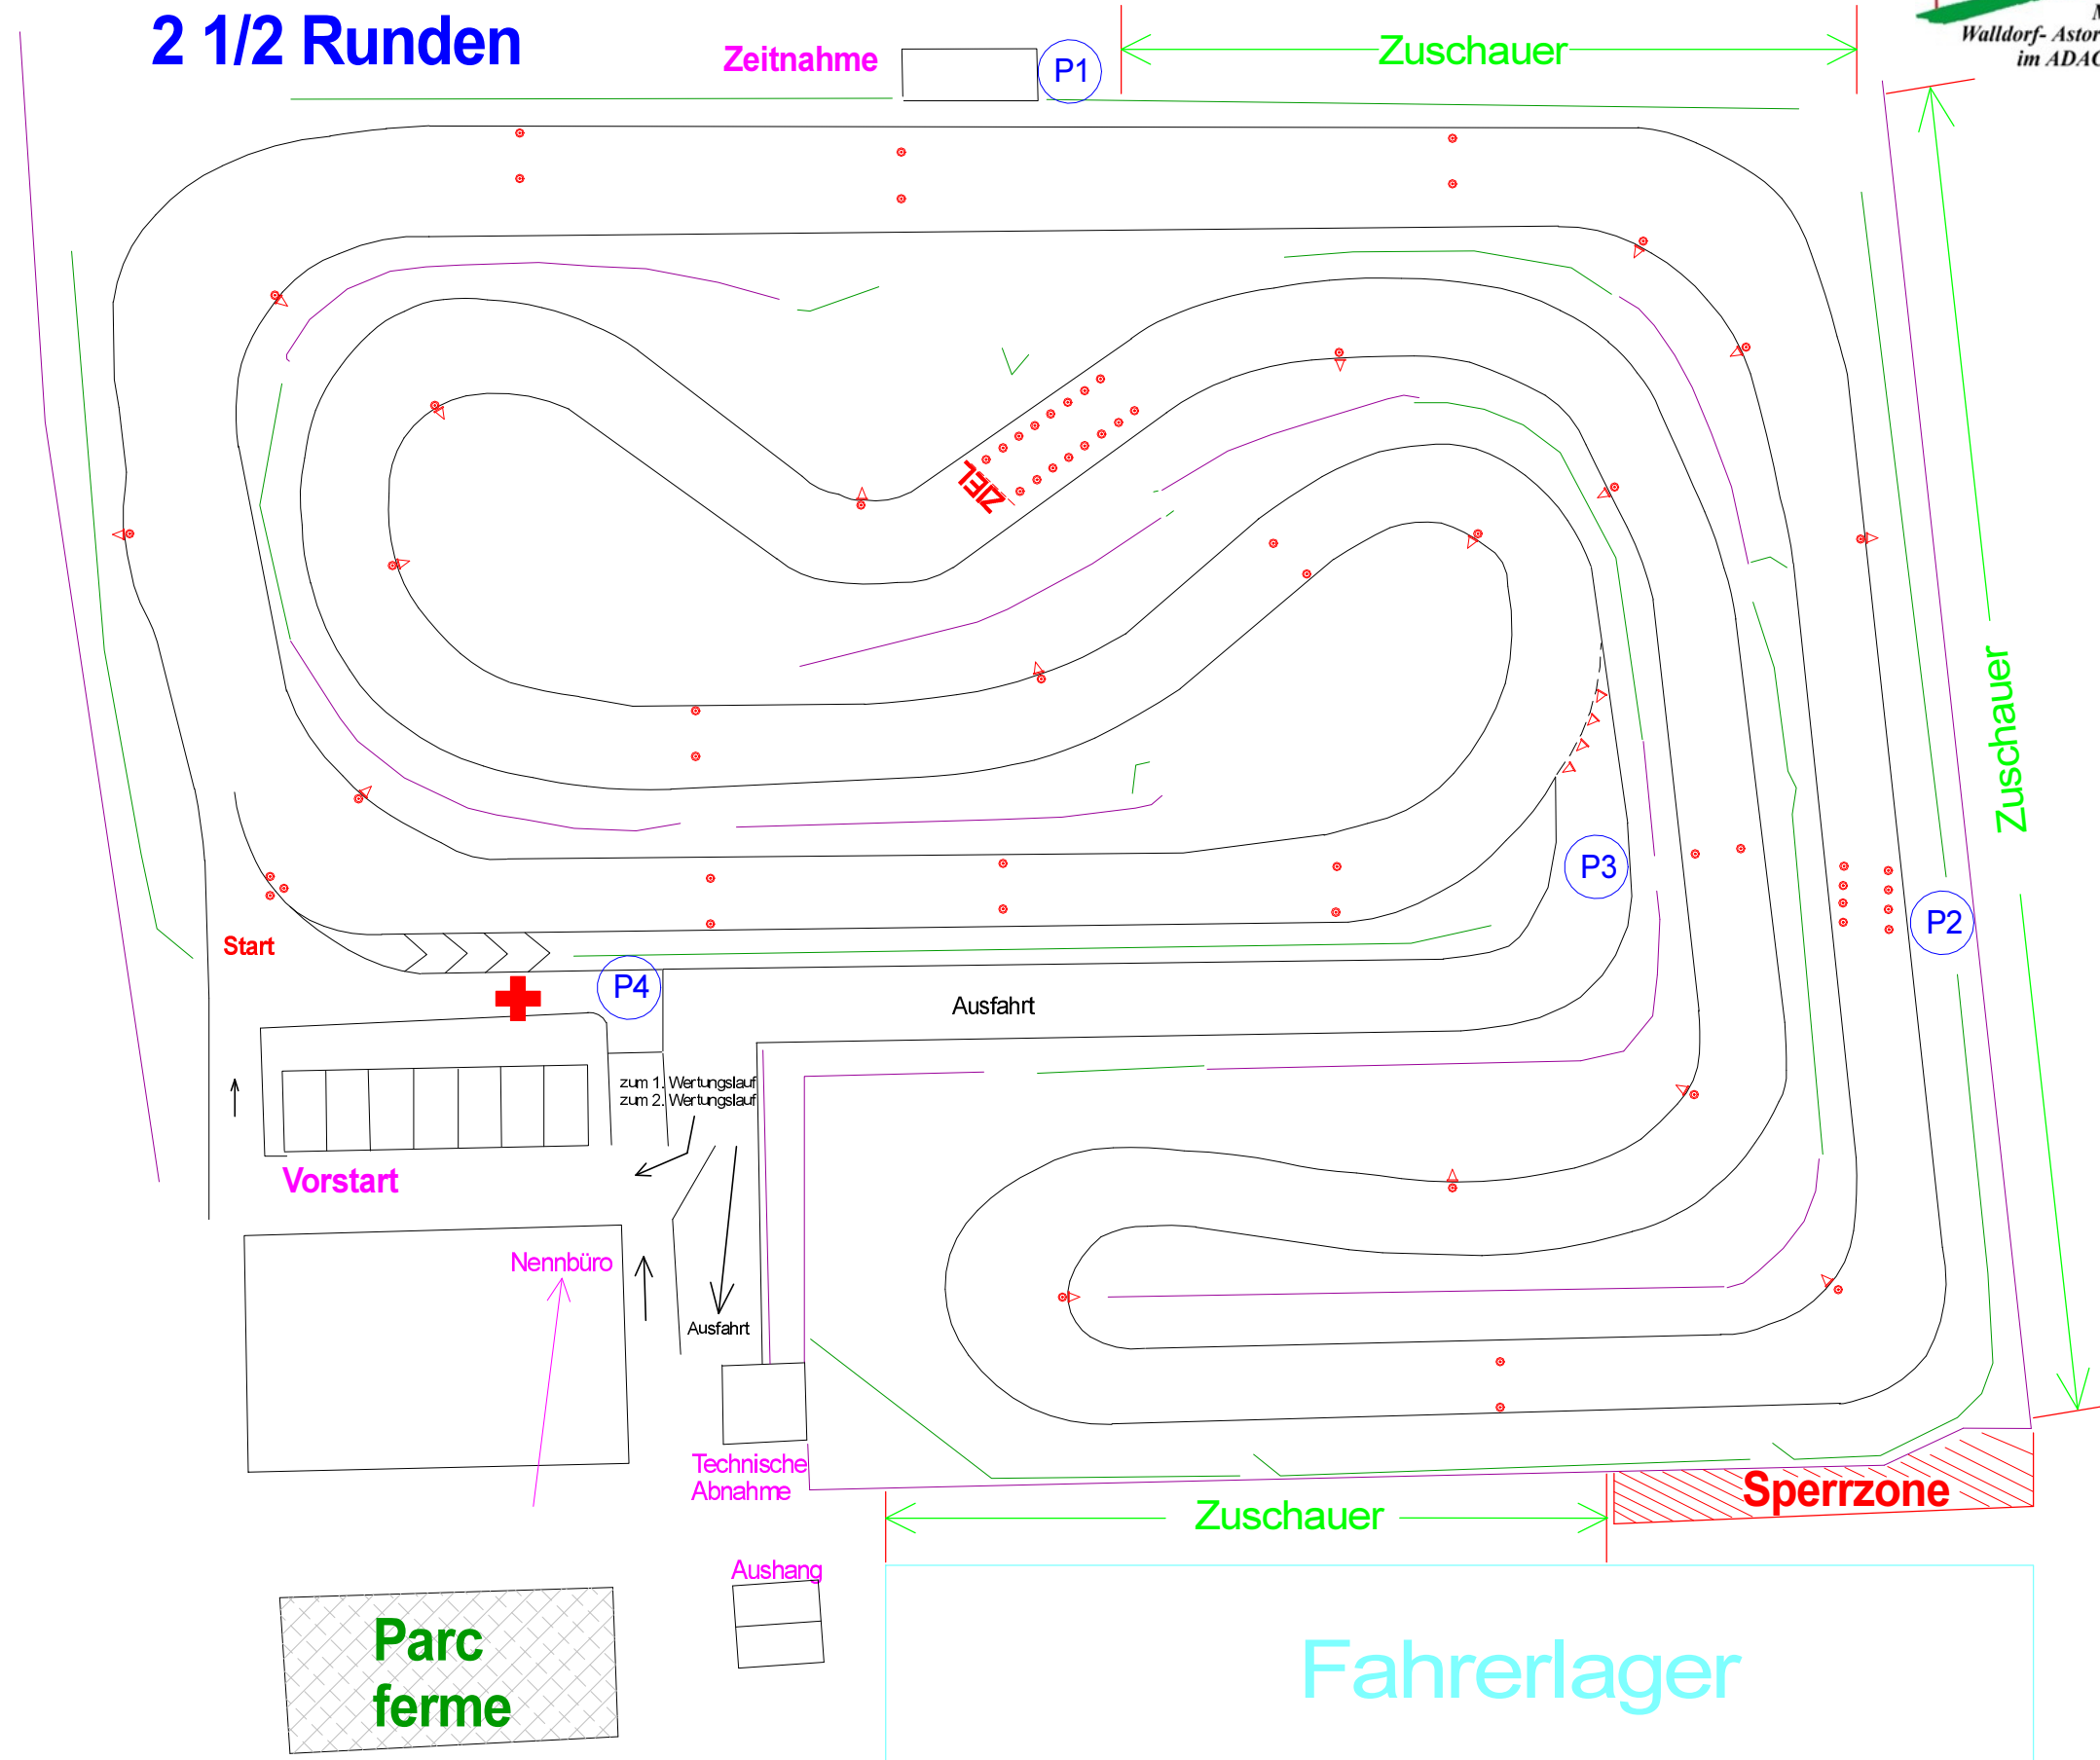 2 1/2 Runden
Zeitnahme
P1
Zuschauer
Walldorf- Astor
im ADAC
ZIEL
Zuschauer
P3
P2
Start
P4
Ausfahrt
zum 1. Wertungslauf
zum 2. Wertungslauf
Vorstart
Nennbüro
Ausfahrt
Technische
Abnahme
Zuschauer
Sperrzone
Aushang
Parc
ferme
Fahrerlager